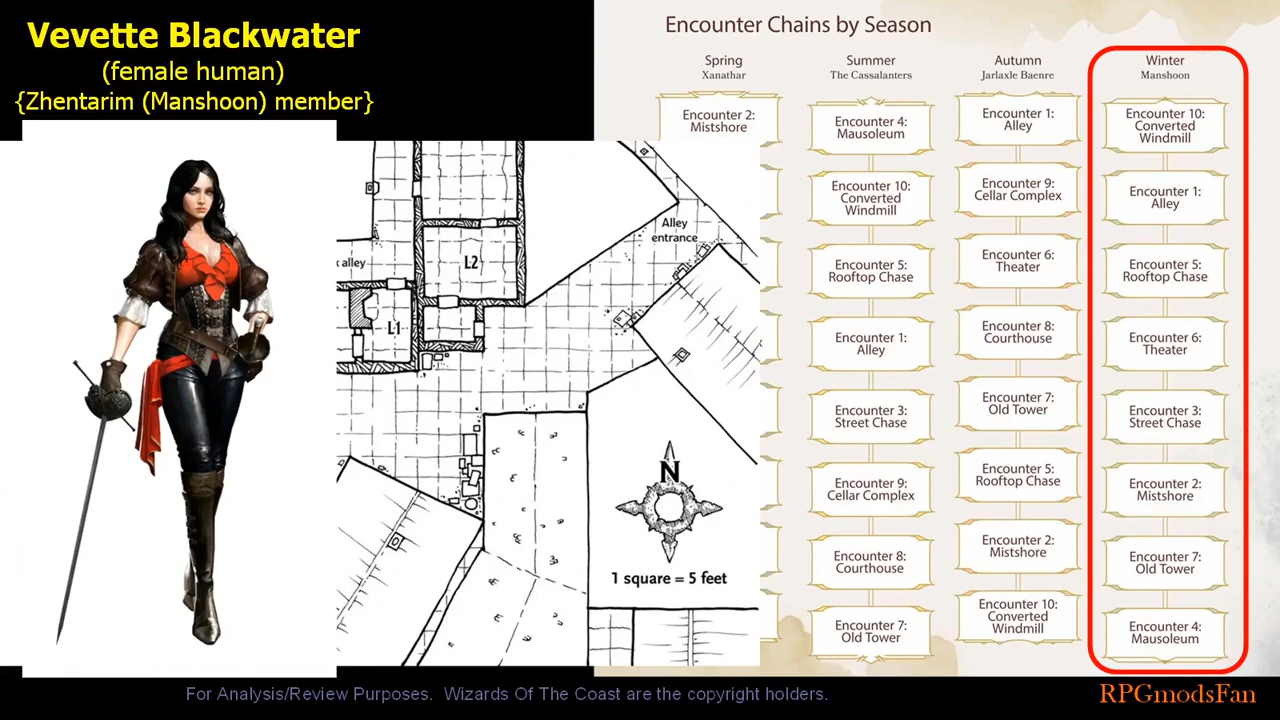 Vevette Blackwater
(female human)
{Zhentarim (Manshoon) member}
Encounter Chains by Season
Spring
Xanathar
Encounter 2:
Mistshore
Summer
The Cassalanters
Encounter 4:
Mausoleum
Encounter 10:
Converted
Windmill
Encounter 5:
Rooftop Chase
Encounter 1:
Alley
Encounter 3:
Street Chase
Encounter 9:
Cellar Complex
Encounter 8:
Courthouse
Encounter 7:
Old Tower
Autumn
Jarlaxle Baenre
Encounter 1:
Alley
Encounter 9:
Cellar Complex
Encounter 6:
Theater
Encounter 8:
Courthouse
Encounter 7:
Old Tower
Encounter 5:
Rooftop Chase
Encounter 2:
Mistshore
Encounter 10:
Converted
Windmill
Winter
Manshoon
Encounter 10:
Converted
Windmill
Encounter 1:
Alley
Encounter 5:
Rooftop Chase
Encounter 6:
Theater
Encounter 3:
Street Chase
Encounter 2:
Mistshore
Encounter 7:
Old Tower
Encounter 4:
Mausoleum
Alley
entrance
alley
L2
L1
N
1 square = 5 feet
For Analysis/Review Purposes. Wizards Of The Coast are the copyright holders.
RPGmodsFan